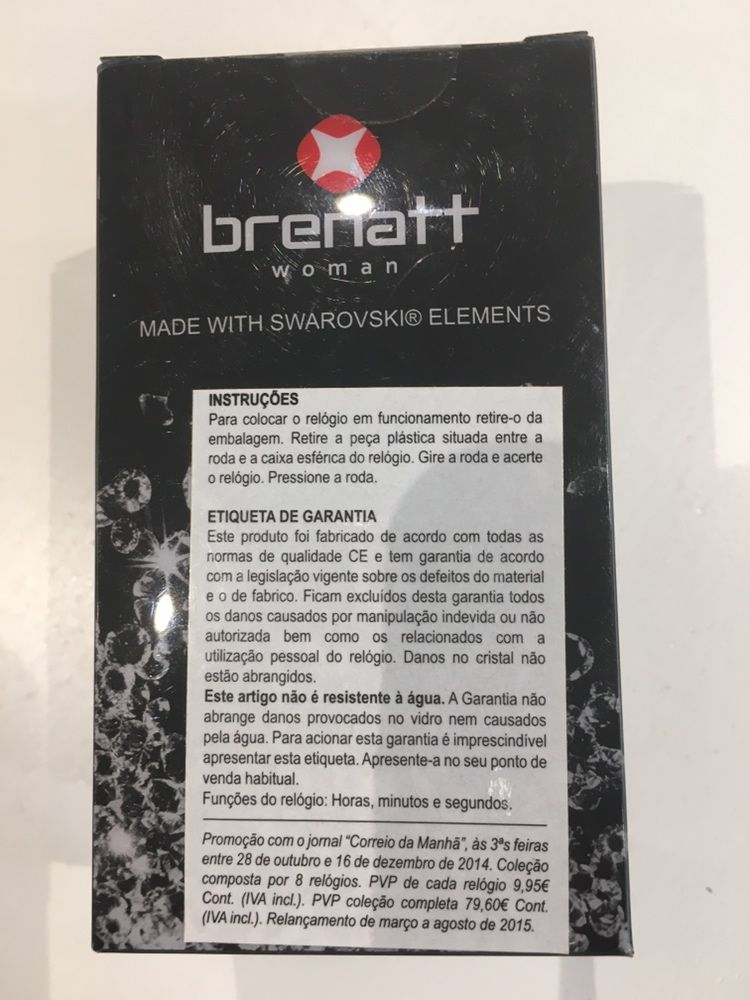 brenatt
woman
MADE WITH SWAROVSKI® ELEMENTS
INSTRUÇÕES
Para colocar o relógio em funcionamento retire-o da
embalagem. Retire a peça plástica situada entre a
roda e a caixa esférica do relógio. Gire a roda e acerte
o relógio. Pressione a roda.
ETIQUETA DE GARANTIA
Este produto foi fabricado de acordo com todas as
normas de qualidade CE e tem garantia de acordo
com a legislação vigente sobre os defeitos do material
e o de fabrico. Ficam excluídos desta garantia todos
os danos causados por manipulação indevida ou não
autorizada bem como os relacionados com a
utilização pessoal do relógio. Danos no cristal não
estão abrangidos.
Este artigo não é resistente à água. A Garantia não
abrange danos provocados no vidro nem causados
pela água. Para acionar esta garantia é imprescindível
apresentar esta etiqueta. Apresente-a no seu ponto de
venda habitual.
Funções do relógio: Horas, minutos e segundos.
Promoção com o jornal “Correio da Manhã”, às 3ªs feiras
entre 28 de outubro e 16 de dezembro de 2014. Coleção
composta por 8 relógios. PVP de cada relógio 9,95€
Cont. (IVA incl.). PVP coleção completa 79,60€ Cont.
(IVA incl.). Relançamento de março a agosto de 2015.